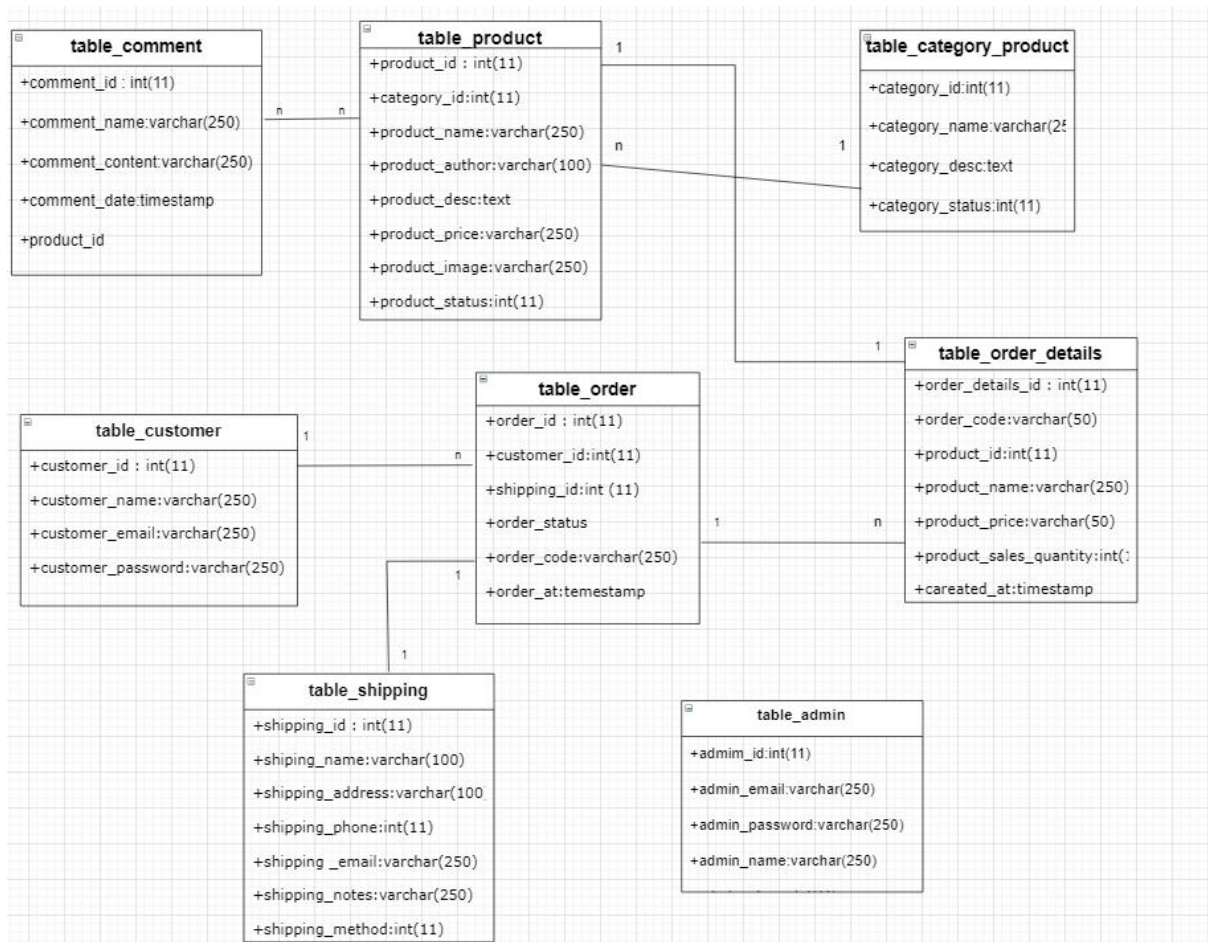 table_comment
+comment_id : int(11)
+comment_name:varchar(250)
+comment_content:varchar(250)
+comment_date:timestamp
+product_id
n
n
table_product
+product_id : int(11)
+category_id:int(11)
+product_name:varchar(250)
+product_author:varchar(100)
+product_desc:text
+product_price:varchar(250)
+product_image:varchar(250)
+product_status:int(11)
1
n
1
table_category_product
+category_id:int(11)
+category_name:varchar(25
+category_desc:text
+category_status:int(11)
1
table_order_details
+order_details_id : int(11)
+order_code:varchar(50)
+product_id:int(11)
+product_name:varchar(250)
+product_price:varchar(50)
+product_sales_quantity:int(
+careated_at:timestamp
table_order
+order_id : int(11)
+customer_id:int(11)
+shipping_id:int (11)
+order_status
+order_code:varchar(250)
+order_at:temestamp
1
n
table_customer
+customer_id : int(11)
+customer_name:varchar(250)
+customer_email:varchar(250)
+customer_password:varchar(250)
1
n
1
1
table_shipping
+shipping_id : int(11)
+shiping_name:varchar(100)
+shipping_address:varchar(100
+shipping_phone:int(11)
+shipping _email:varchar(250)
+shipping_notes:varchar(250)
+shipping_method:int(11)
table_admin
+admim_id:int(11)
+admin_email:varchar(250)
+admin_password:varchar(250)
+admin_name:varchar(250)